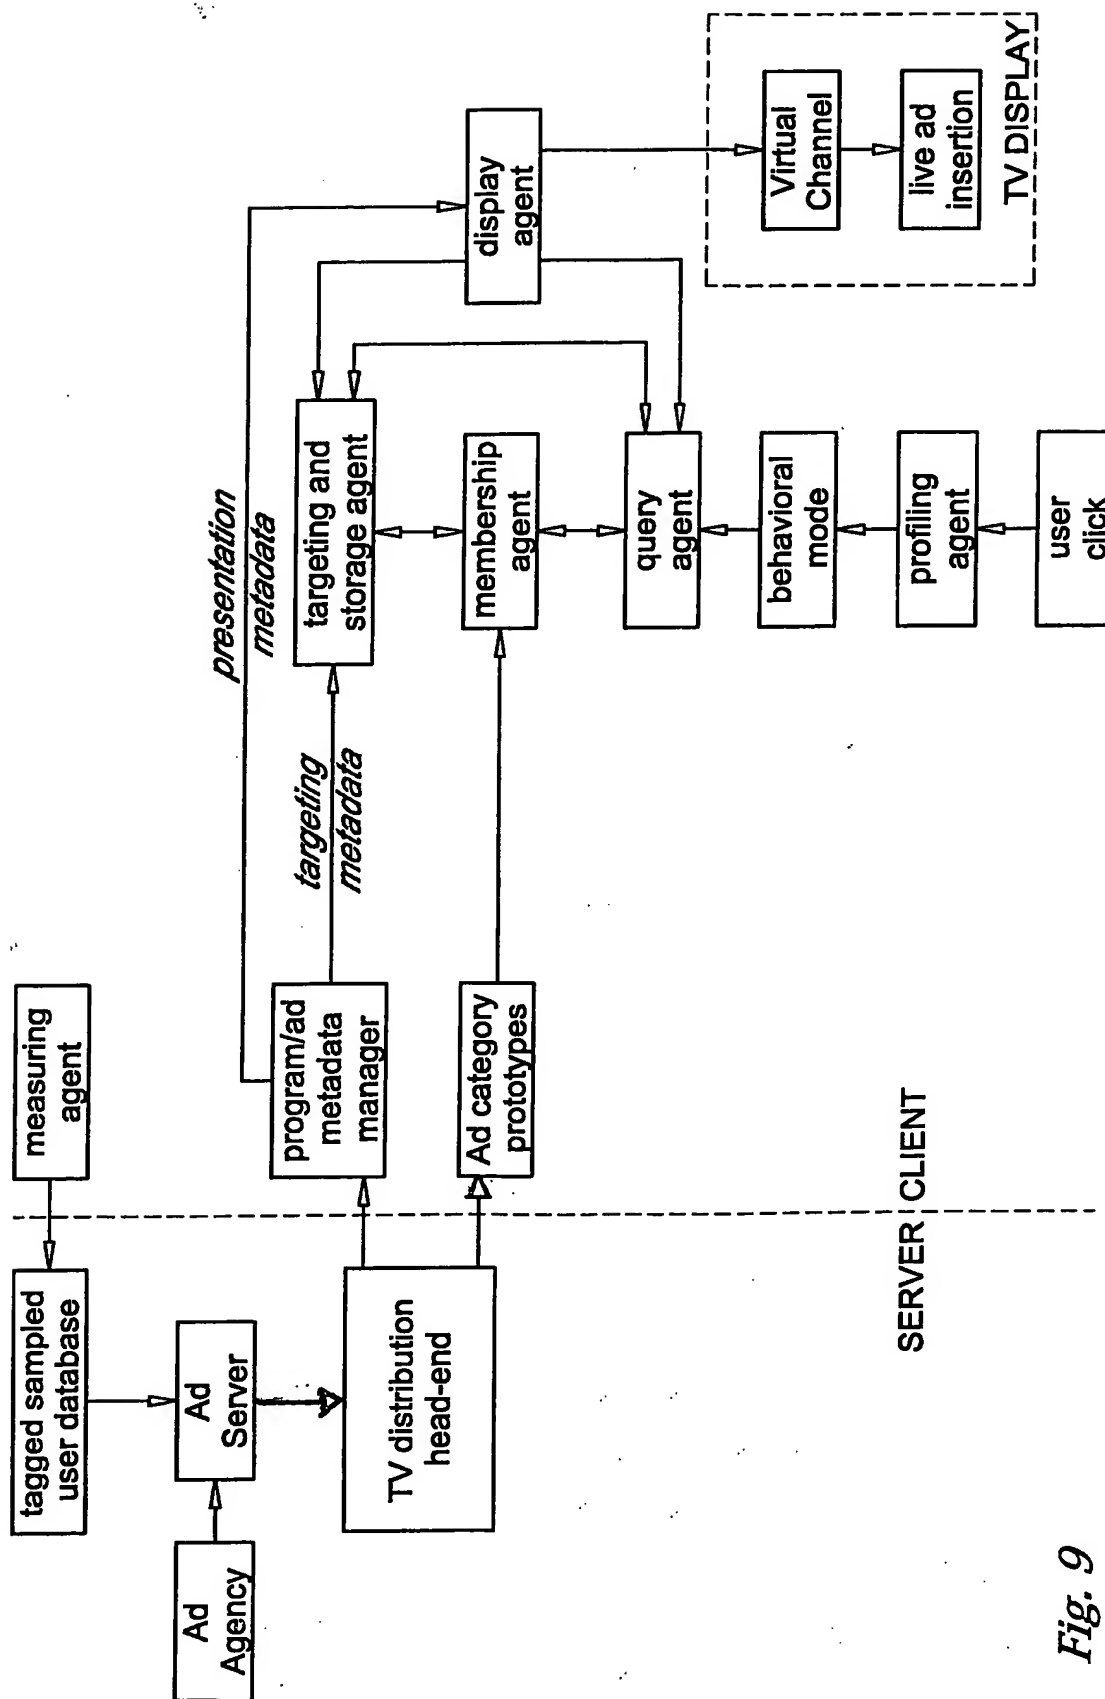 Ad
Agency
tagged sampled
user database
Ad
Server
TV distribution
head-end
measuring
agent
program/ad
metadata
manager
Ad category
prototypes
presentation
metadata
targeting
metadata
targeting and
storage agent
membership
agent
query
agent
behavioral
mode
profiling
agent
user
click
display
agent
Virtual
Channel
live ad
insertion
TV DISPLAY
SERVER
CLIENT
Fig. 9